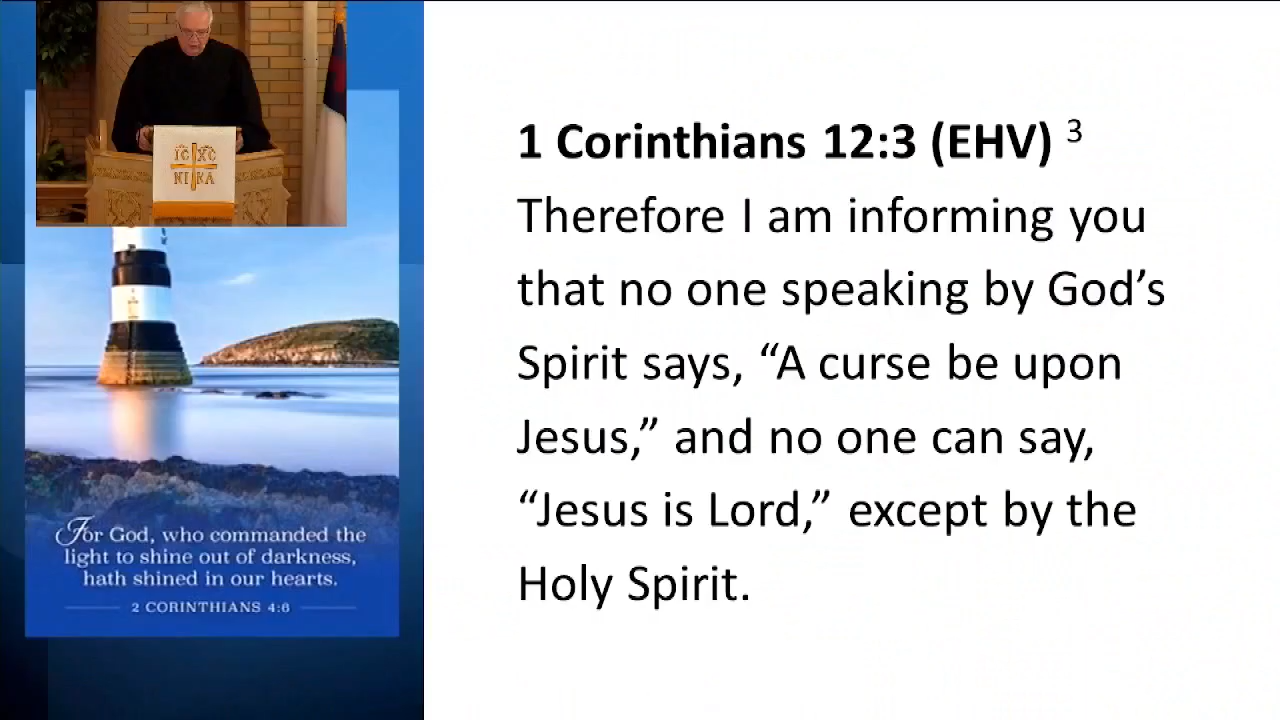 IC XC
NI KA
For God, who commanded the
light to shine out of darkness,
hath shined in our hearts.
2 CORINTHIANS 4:6
1 Corinthians 12:3 (EHV) 3
Therefore I am informing you
that no one speaking by God’s
Spirit says, “A curse be upon
Jesus,” and no one can say,
“Jesus is Lord,” except by the
Holy Spirit.